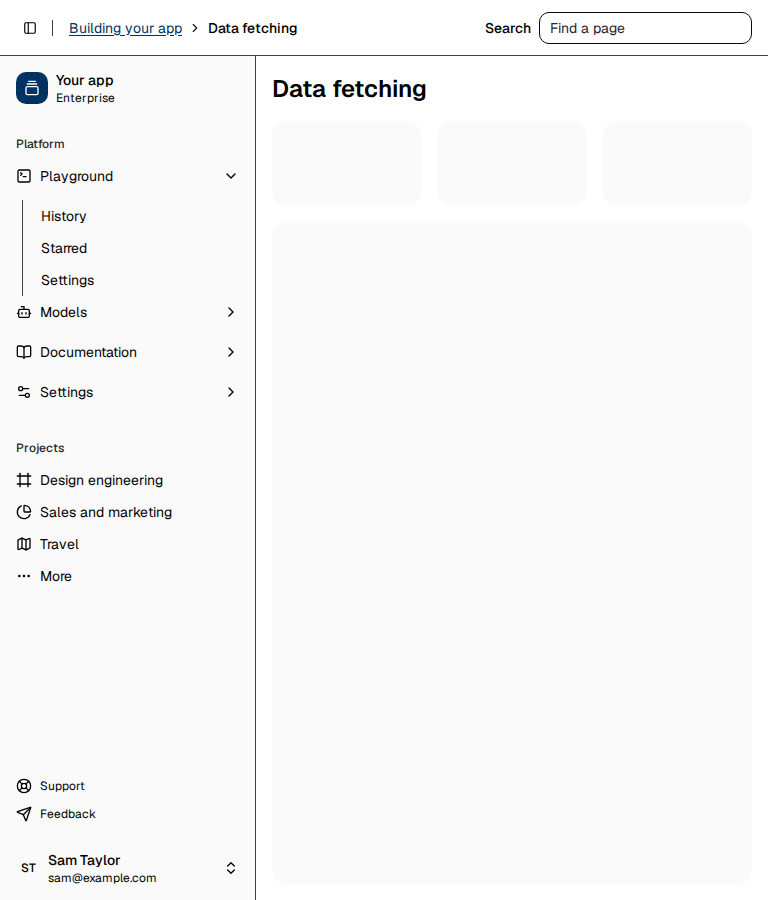 Building your app
Data fetching
Search
Find a page
Your app
Enterprise
Platform
Playground
History
Starred
Settings
Models
Documentation
Settings
Projects
Design engineering
Sales and marketing
Travel
More
Support
Feedback
ST
Sam Taylor
sam@example.com
Data fetching